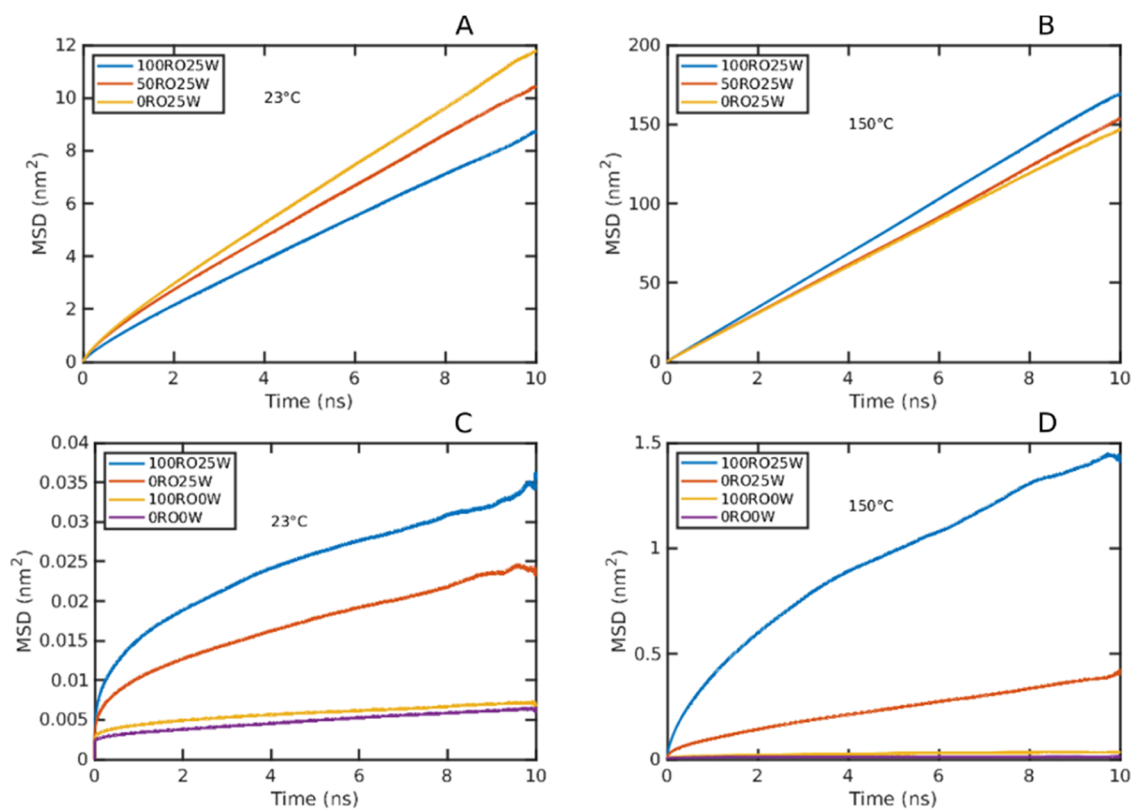 A
12
10
8
6
4
2
0
MSD (nm²)
100RO25W
50RO25W
0RO25W
23°C
0 2 4 6 8 10
Time (ns)
B
200
150
100
50
0
MSD (nm²)
100RO25W
50RO25W
0RO25W
150°C
0 2 4 6 8 10
Time (ns)
C
0.04
0.035
0.03
0.025
0.02
0.015
0.01
0.005
0
MSD (nm²)
100RO25W
0RO25W
100RO0W
0RO0W
23°C
0 2 4 6 8 10
Time (ns)
D
1.5
1
0.5
0
MSD (nm²)
100RO25W
0RO25W
100RO0W
0RO0W
150°C
0 2 4 6 8 10
Time (ns)